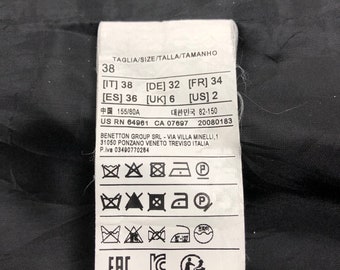 TAGLIA/SIZE/TALLA/TAMANHO
38
[IT] 38 [DE] 32 [FR] 34
[ES] 36 [UK] 6 [US] 2
中国 155/80A 대한민국 82-150
US RN 64961 CA 07697 20080183
BENETTON GROUP SRL - VIA VILLA MINELLI, 1
31050 PONZANO VENETO TREVISO ITALIA
P.Iva 03490770264
P
P
EAC